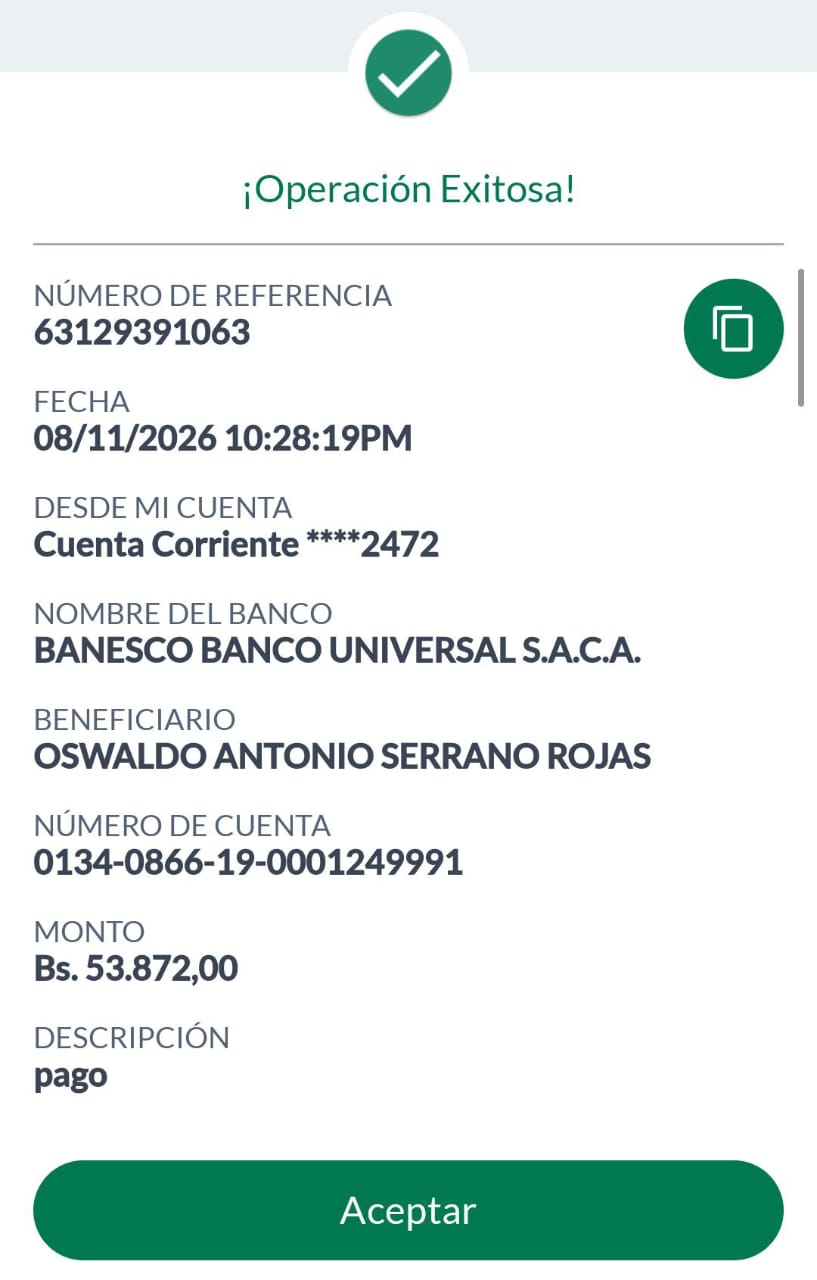 ¡Operación Exitosa!
NÚMERO DE REFERENCIA
63129391063
FECHA
08/11/2026 10:28:19PM
DESDE MI CUENTA
Cuenta Corriente ****2472
NOMBRE DEL BANCO
BANESCO BANCO UNIVERSAL S.A.C.A.
BENEFICIARIO
OSWALDO ANTONIO SERRANO ROJAS
NÚMERO DE CUENTA
0134-0866-19-0001249991
MONTO
Bs. 53.872,00
DESCRIPCIÓN
pago
Aceptar